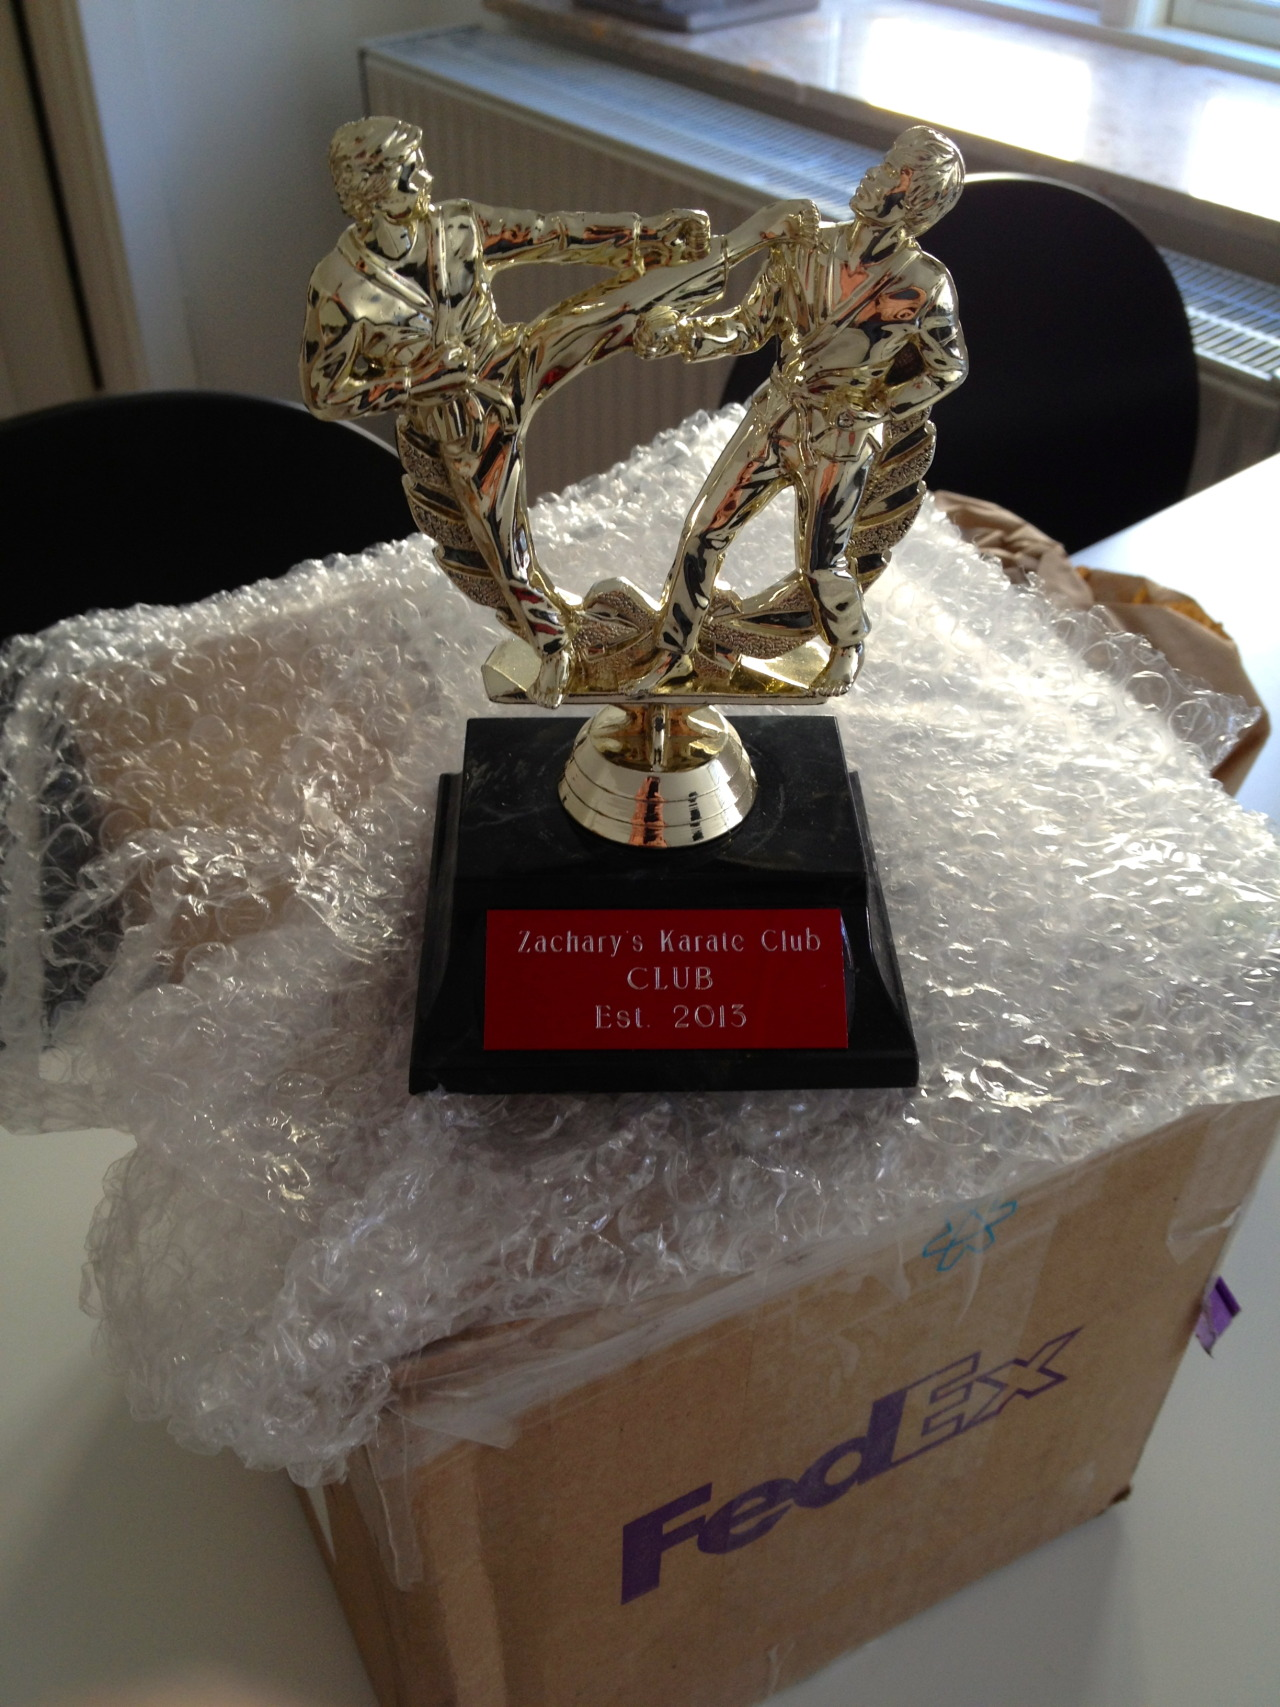 Zachary's Karate Club
CLUB
Est. 2013
FedEx